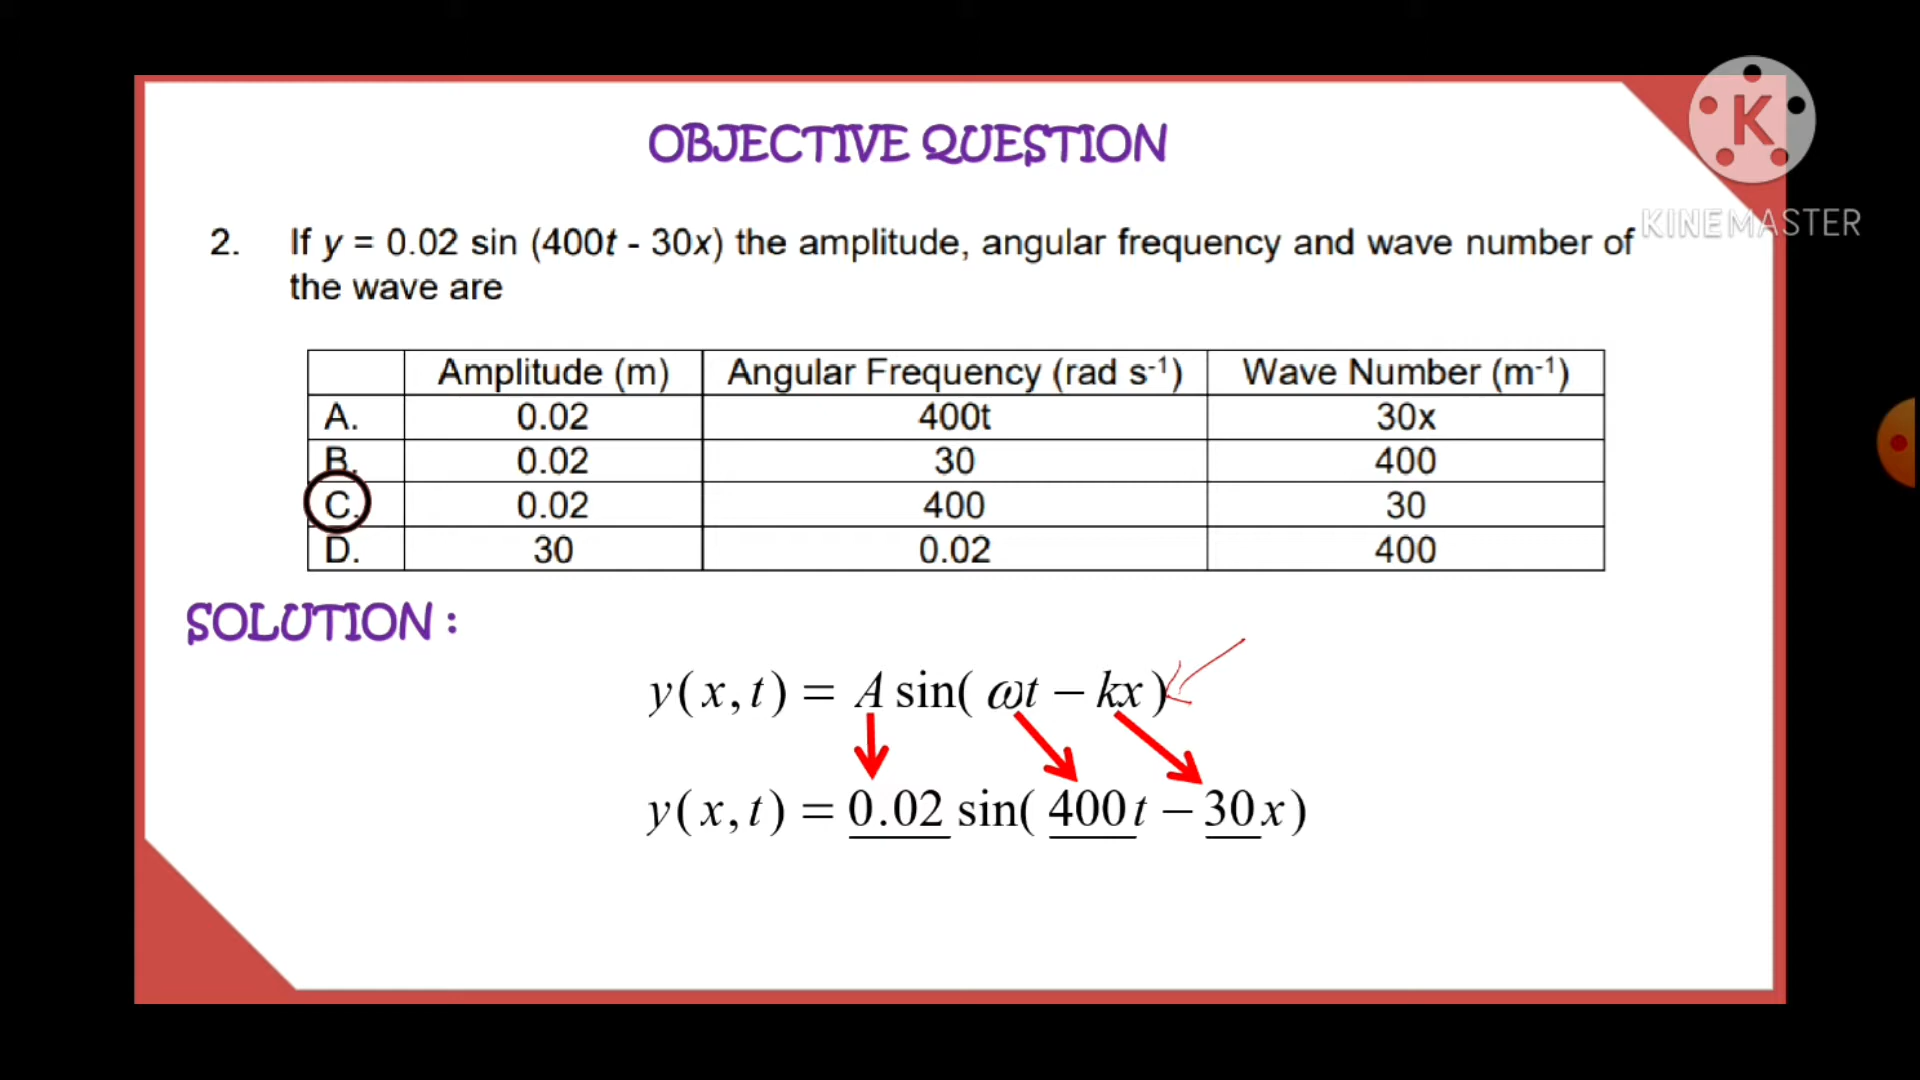 OBJECTIVE QUESTION
K
KINEMASTER
2. If y = 0.02 sin (400t - 30x) the amplitude, angular frequency and wave number of
the wave are
Amplitude (m) Angular Frequency (rad s⁻¹) Wave Number (m⁻¹)
A. 0.02 400t 30x
B. 0.02 30 400
C. 0.02 400 30
D. 30 0.02 400
SOLUTION :
y(x,t) = A sin( ωt − kx )
y(x,t) = 0.02 sin( 400t − 30x)